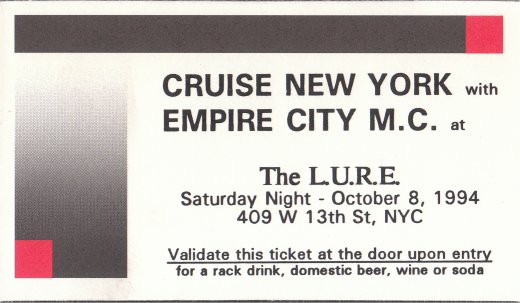 CRUISE NEW YORK with
EMPIRE CITY M.C. at
The L.U.R.E.
Saturday Night - October 8, 1994
409 W 13th St, NYC
Validate this ticket at the door upon entry
for a rack drink, domestic beer, wine or soda